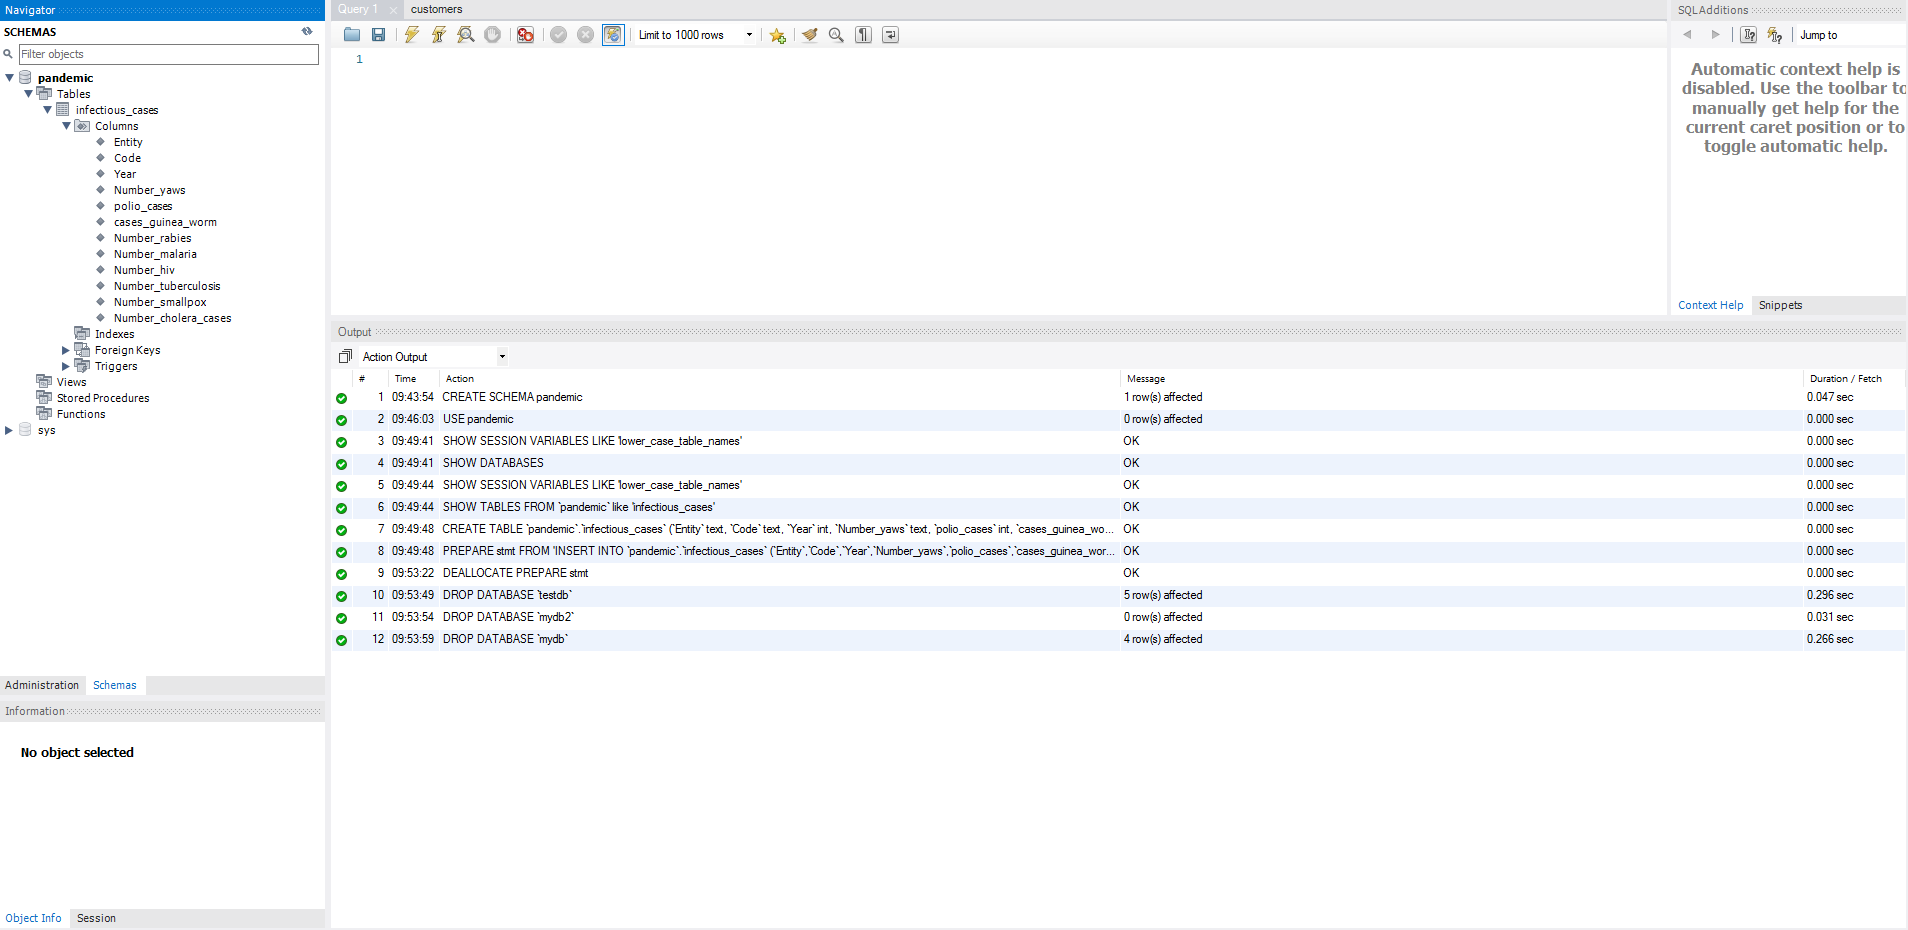 Navigator
SCHEMAS
Filter objects
pandemic
Tables
infectious_cases
Columns
Entity
Code
Year
Number_yaws
polio_cases
cases_guinea_worm
Number_rabies
Number_malaria
Number_hiv
Number_tuberculosis
Number_smallpox
Number_cholera_cases
Indexes
Foreign Keys
Triggers
Views
Stored Procedures
Functions
sys
Administration Schemas
Information
No object selected
Object Info Session
Query 1 customers
Limit to 1000 rows
1
Output
Action Output
# Time Action Message Duration / Fetch
1 09:43:54 CREATE SCHEMA pandemic 1 row(s) affected 0.047 sec
2 09:46:03 USE pandemic 0 row(s) affected 0.000 sec
3 09:49:41 SHOW SESSION VARIABLES LIKE 'lower_case_table_names' OK 0.000 sec
4 09:49:41 SHOW DATABASES OK 0.000 sec
5 09:49:44 SHOW SESSION VARIABLES LIKE 'lower_case_table_names' OK 0.000 sec
6 09:49:44 SHOW TABLES FROM `pandemic` like 'infectious_cases' OK 0.000 sec
7 09:49:48 CREATE TABLE `pandemic`.`infectious_cases` (`Entity` text, `Code` text, `Year` int, `Number_yaws` text, `polio_cases` int, `cases_guinea_wo... OK 0.000 sec
8 09:49:48 PREPARE stmt FROM 'INSERT INTO `pandemic`.`infectious_cases` (`Entity`,`Code`,`Year`,`Number_yaws`,`polio_cases`,`cases_guinea_wor... OK 0.000 sec
9 09:53:22 DEALLOCATE PREPARE stmt OK 0.000 sec
10 09:53:49 DROP DATABASE `testdb` 5 row(s) affected 0.296 sec
11 09:53:54 DROP DATABASE `mydb2` 0 row(s) affected 0.031 sec
12 09:53:59 DROP DATABASE `mydb` 4 row(s) affected 0.266 sec
SQLAdditions
Jump to
Automatic context help is
disabled. Use the toolbar to
manually get help for the
current caret position or to
toggle automatic help.
Context Help Snippets